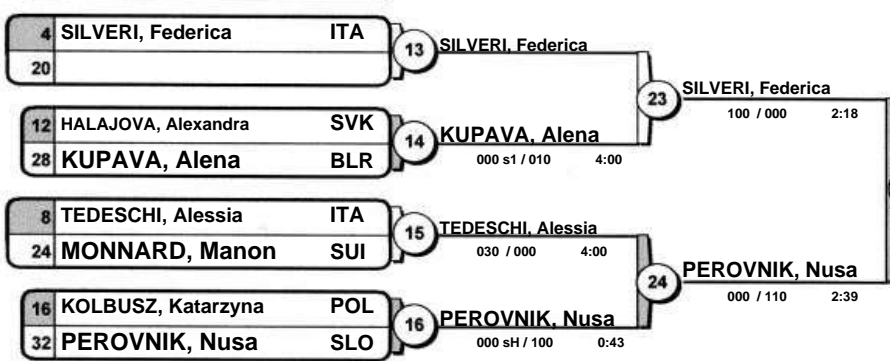 4 SILVERI, Federica ITA
20
13
SILVERI, Federica
12 HALAJOVA, Alexandra SVK
28 KUPAVA, Alena BLR
14
KUPAVA, Alena
000 s1 / 010 4:00
23
SILVERI, Federica
100 / 000 2:18
8 TEDESCHI, Alessia ITA
24 MONNARD, Manon SUI
15
TEDESCHI, Alessia
030 / 000 4:00
16 KOLBUSZ, Katarzyna POL
32 PEROVNIK, Nusa SLO
16
PEROVNIK, Nusa
000 sH / 100 0:43
24
PEROVNIK, Nusa
000 / 110 2:39